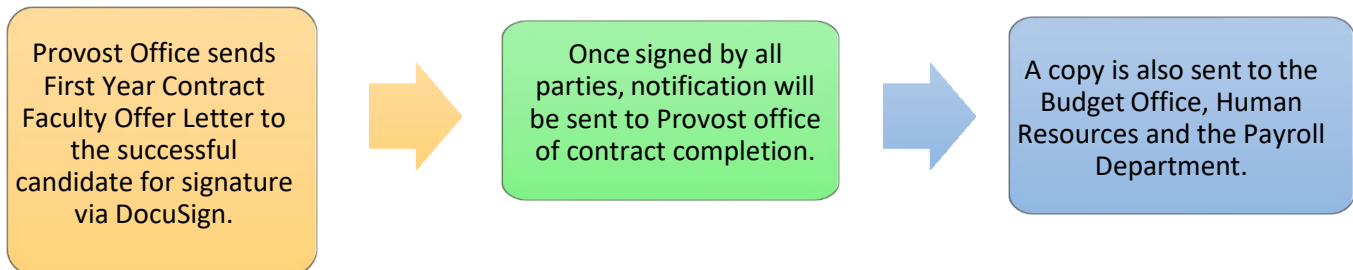 Provost Office sends
First Year Contract
Faculty Offer Letter to
the successful
candidate for signature
via DocuSign.
Once signed by all
parties, notification will
be sent to Provost office
of contract completion.
A copy is also sent to the
Budget Office, Human
Resources and the Payroll
Department.